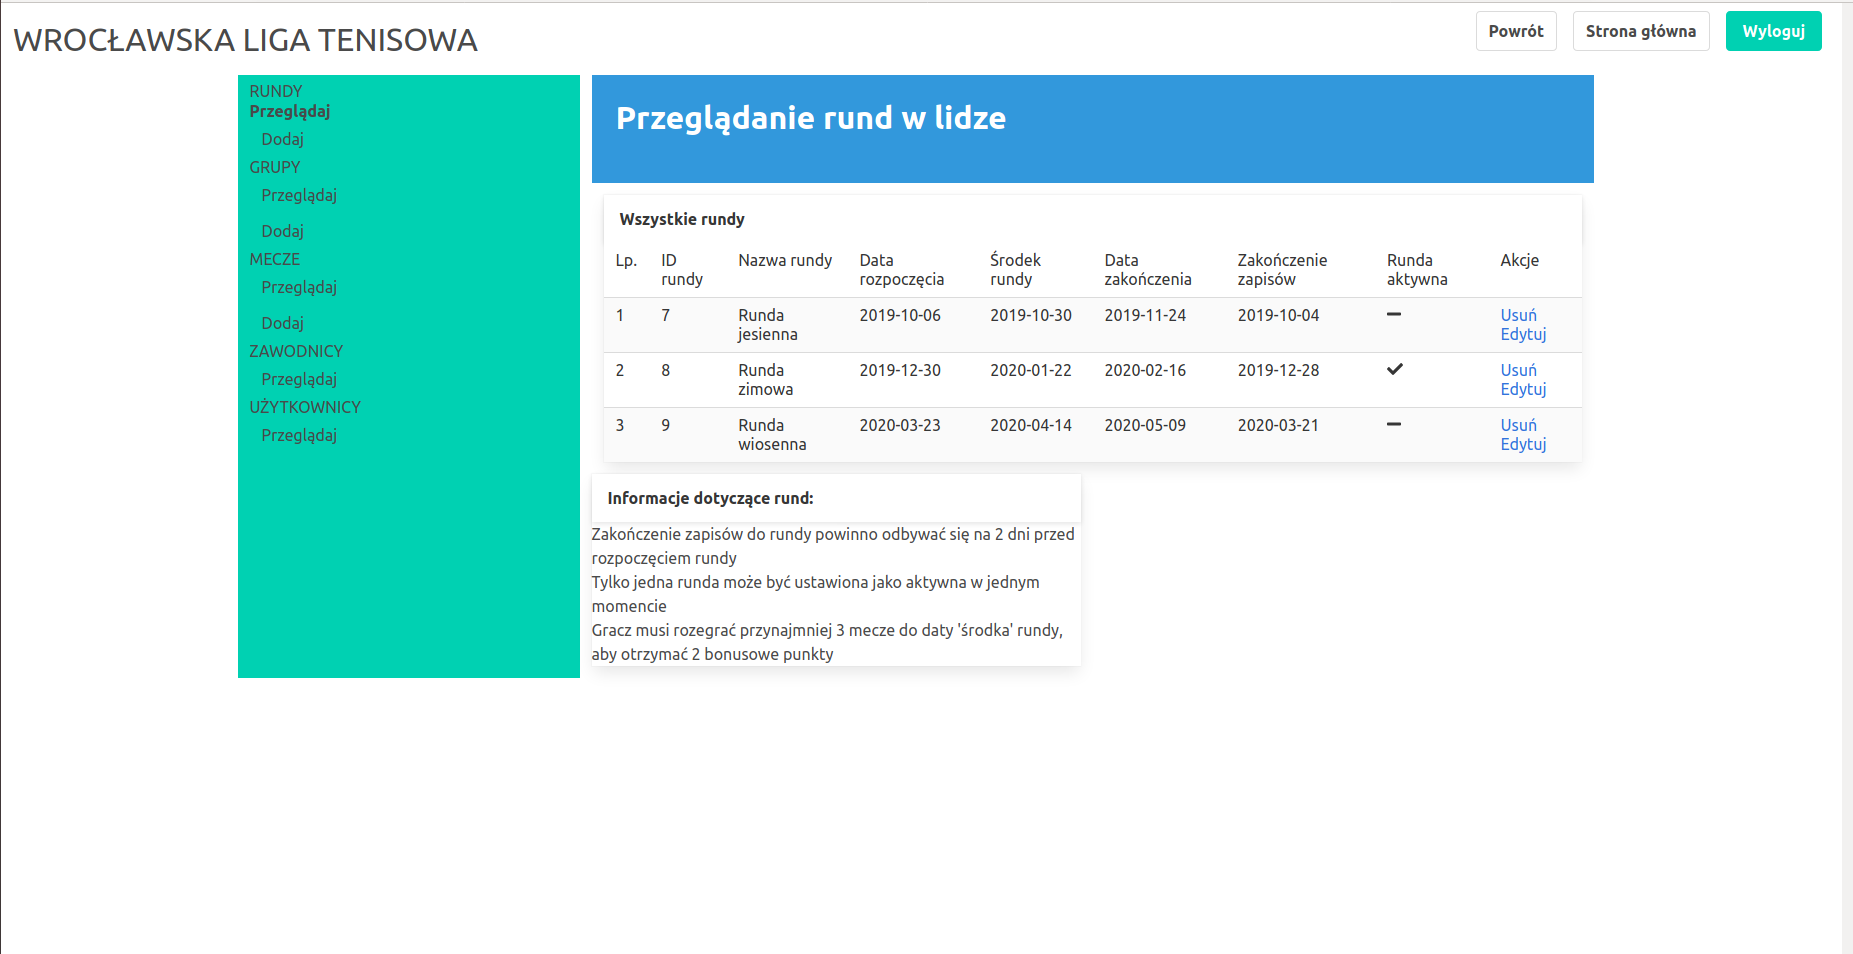 WROCŁAWSKA LIGA TENISOWA
Powrót
Strona główna
Wyloguj
RUNDY
Przeglądaj
Dodaj
GRUPY
Przeglądaj
Dodaj
MECZE
Przeglądaj
Dodaj
ZAWODNICY
Przeglądaj
UŻYTKOWNICY
Przeglądaj
Przeglądanie rund w lidze
Wszystkie rundy
Lp. ID rundy Nazwa rundy Data rozpoczęcia Środek rundy Data zakończenia Zakończenie zapisów Runda aktywna Akcje
1 7 Runda jesienna 2019-10-06 2019-10-30 2019-11-24 2019-10-04 Usuń Edytuj
2 8 Runda zimowa 2019-12-30 2020-01-22 2020-02-16 2019-12-28 Usuń Edytuj
3 9 Runda wiosenna 2020-03-23 2020-04-14 2020-05-09 2020-03-21 Usuń Edytuj
Informacje dotyczące rund:
Zakończenie zapisów do rundy powinno odbywać się na 2 dni przed
rozpoczęciem rundy
Tylko jedna runda może być ustawiona jako aktywna w jednym
momencie
Gracz musi rozegrać przynajmniej 3 mecze do daty 'środka' rundy,
aby otrzymać 2 bonusowe punkty